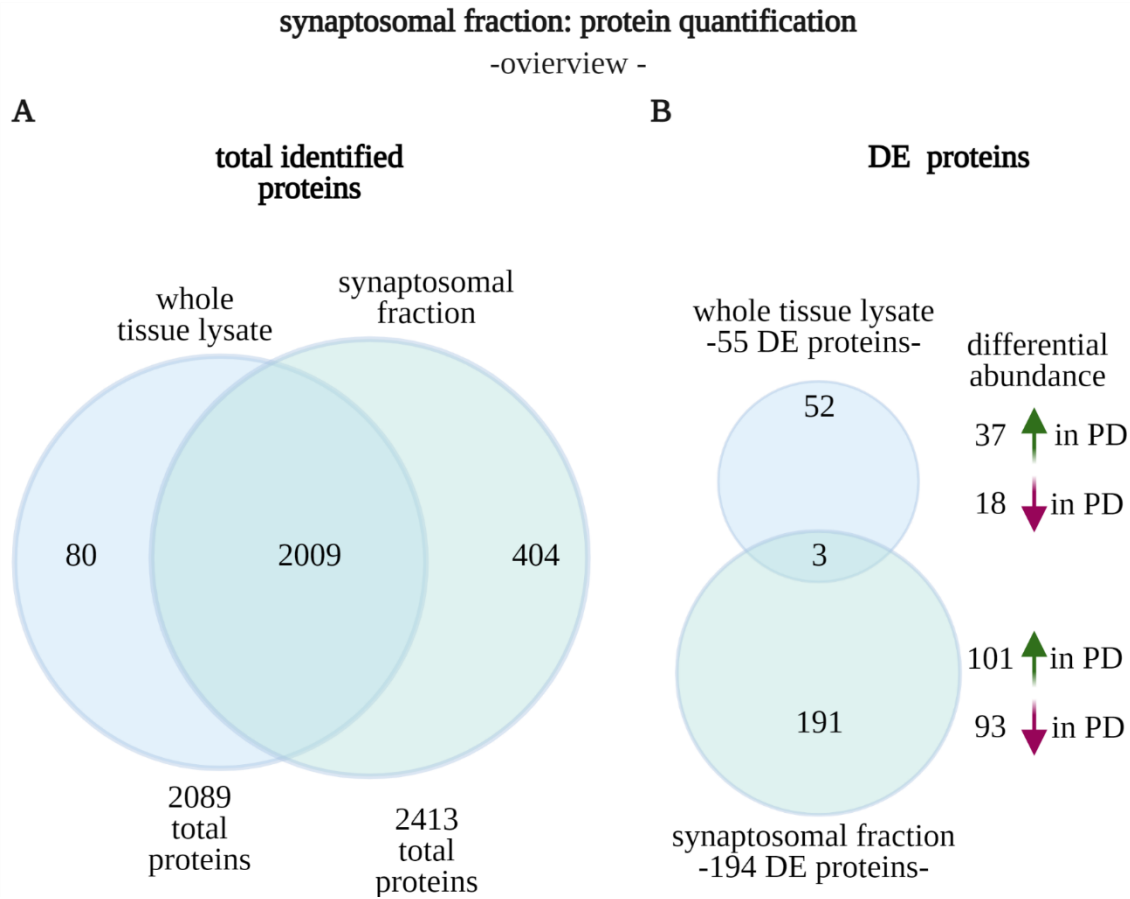 synaptosomal fraction: protein quantification
-ovierview -
A
total identified
proteins
whole
tissue lysate
synaptosomal
fraction
80
2009
404
2089
total
proteins
2413
total
proteins
B
DE proteins
whole tissue lysate
-55 DE proteins-
differential
abundance
52
37 in PD
18 in PD
3
101 in PD
93 in PD
191
synaptosomal fraction
-194 DE proteins-